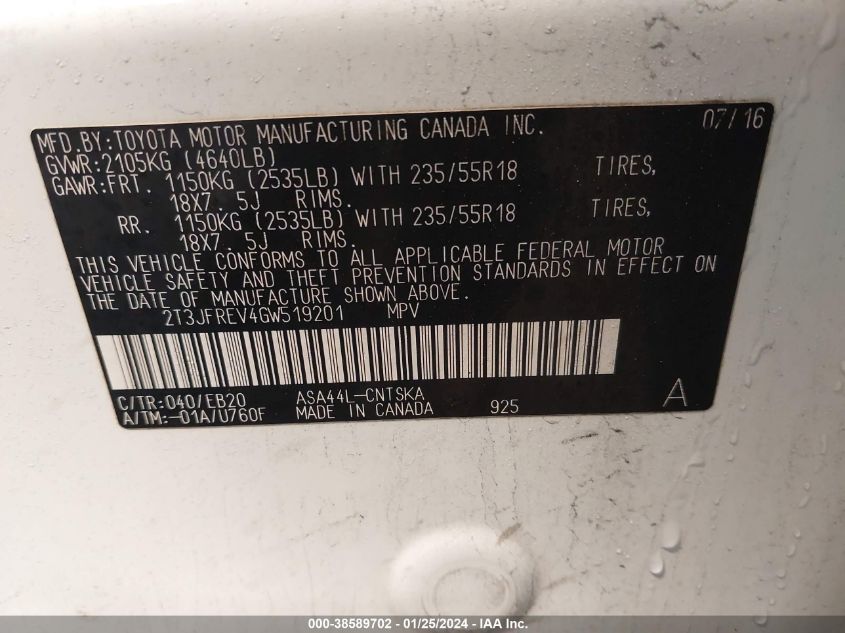 MFD.BY:TOYOTA MOTOR MANUFACTURING CANADA INC. 07/16
GVWR:2105KG (4640LB)
GAWR:FRT. 1150KG (2535LB) WITH 235/55R18 TIRES,
18X7. 5J RIMS.
RR. 1150KG (2535LB) WITH 235/55R18 TIRES,
18X7. 5J RIMS.
THIS VEHICLE CONFORMS TO ALL APPLICABLE FEDERAL MOTOR
VEHICLE SAFETY AND THEFT PREVENTION STANDARDS IN EFFECT ON
THE DATE OF MANUFACTURE SHOWN ABOVE.
2T3JFREV4GW519201 MPV
C/TR:040/EB20 ASA44L-CNTSKA A
A/TM:-01A/U760F MADE IN CANADA 925
000-38589702 - 01/25/2024 - IAA Inc.